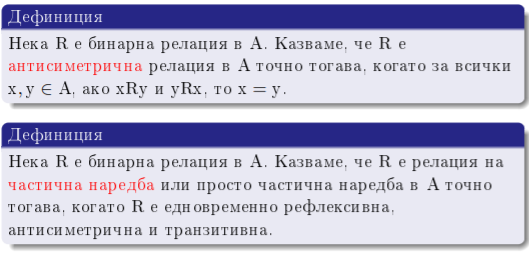 Дефиниция
Нека R е бинарна релация в A. Казваме, че R е
антисиметрична релация в A точно тогава, когато за всички
x, y ∈ A, ако xRy и yRx, то x = y.
Дефиниция
Нека R е бинарна релация в A. Казваме, че R е релация на
частична наредба или просто частична наредба в A точно
тогава, когато R е едновременно рефлексивна,
антисиметрична и транзитивна.